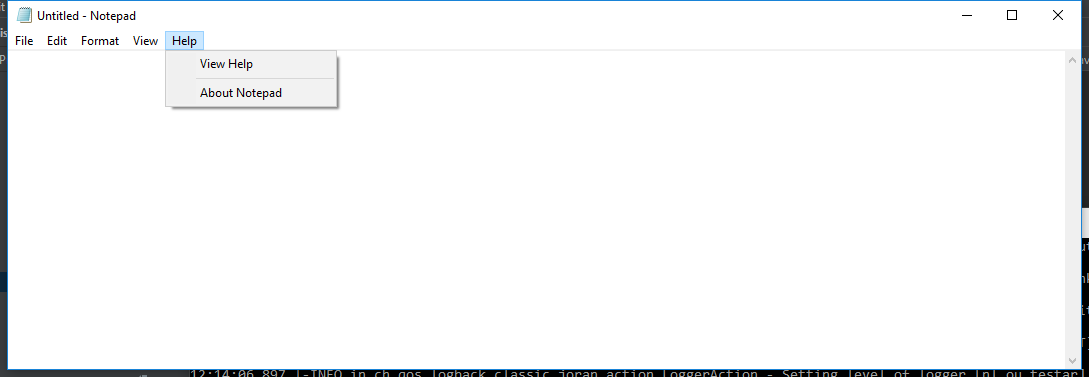 Untitled - Notepad
File Edit Format View Help
View Help
About Notepad
12:14:06,897 |-INFO in ch.qos.logback.classic.joran.action.LoggerAction - Setting level of logger [nl.ou.testar